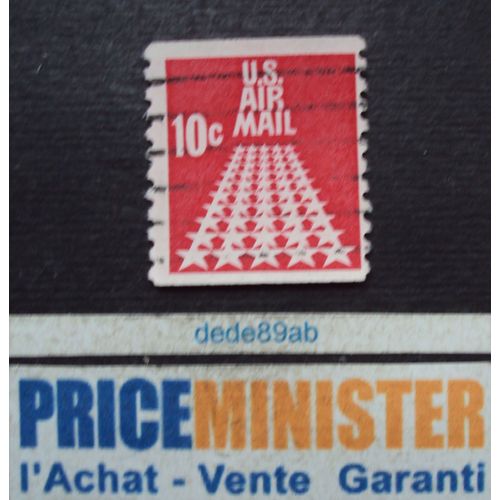 U.S.
AIR
10c MAIL
dede89ab
PRICEMINISTER
l'Achat - Vente Garanti